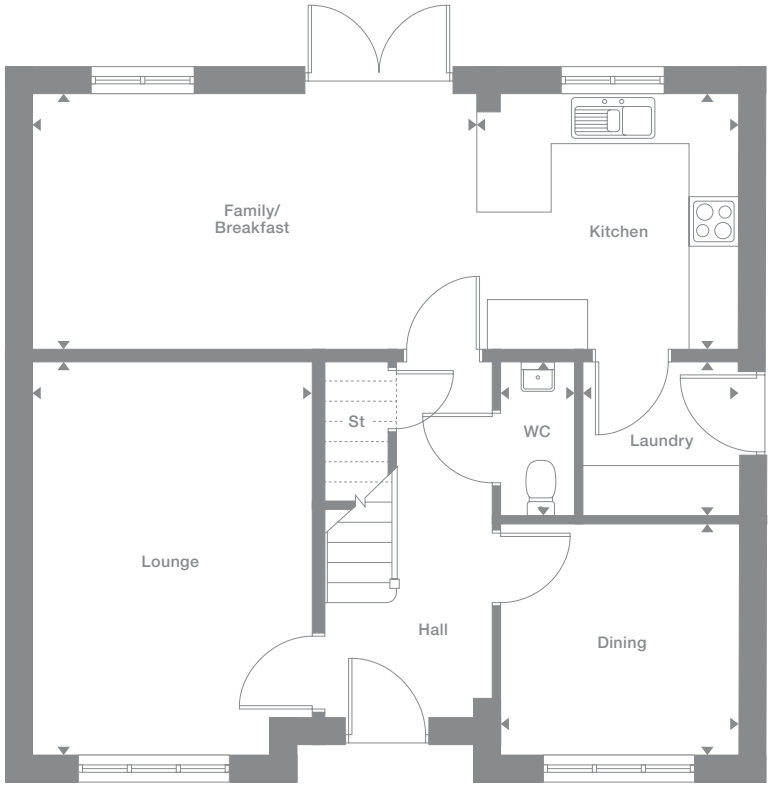 Family/
Breakfast
Kitchen
St
WC
Laundry
Lounge
Hall
Dining